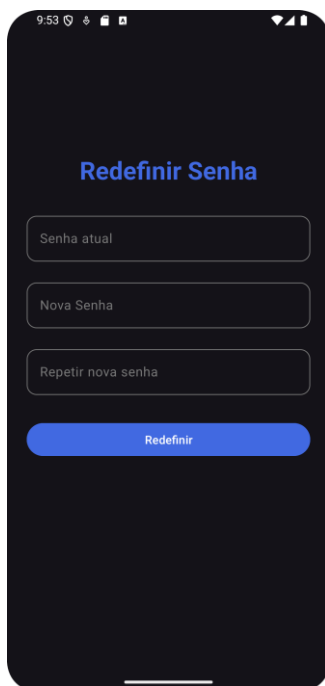 9:53
Redefinir Senha
Senha atual
Nova Senha
Repetir nova senha
Redefinir